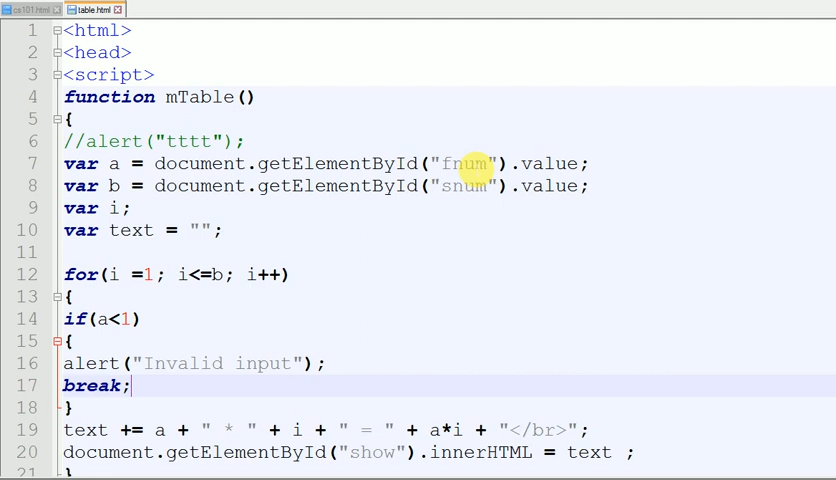 cs101.html table.html
1 <html>
2 <head>
3 <script>
4 function mTable()
5 {
6 //alert("tttt");
7 var a = document.getElementById("fnum").value;
8 var b = document.getElementById("snum").value;
9 var i;
10 var text = "";
11
12 for(i =1; i<=b; i++)
13 {
14 if(a<1)
15 {
16 alert("Invalid input");
17 break;
18 }
19 text += a + " * " + i + " = " + a*i + "</br>";
20 document.getElementById("show").innerHTML = text ;
21 }